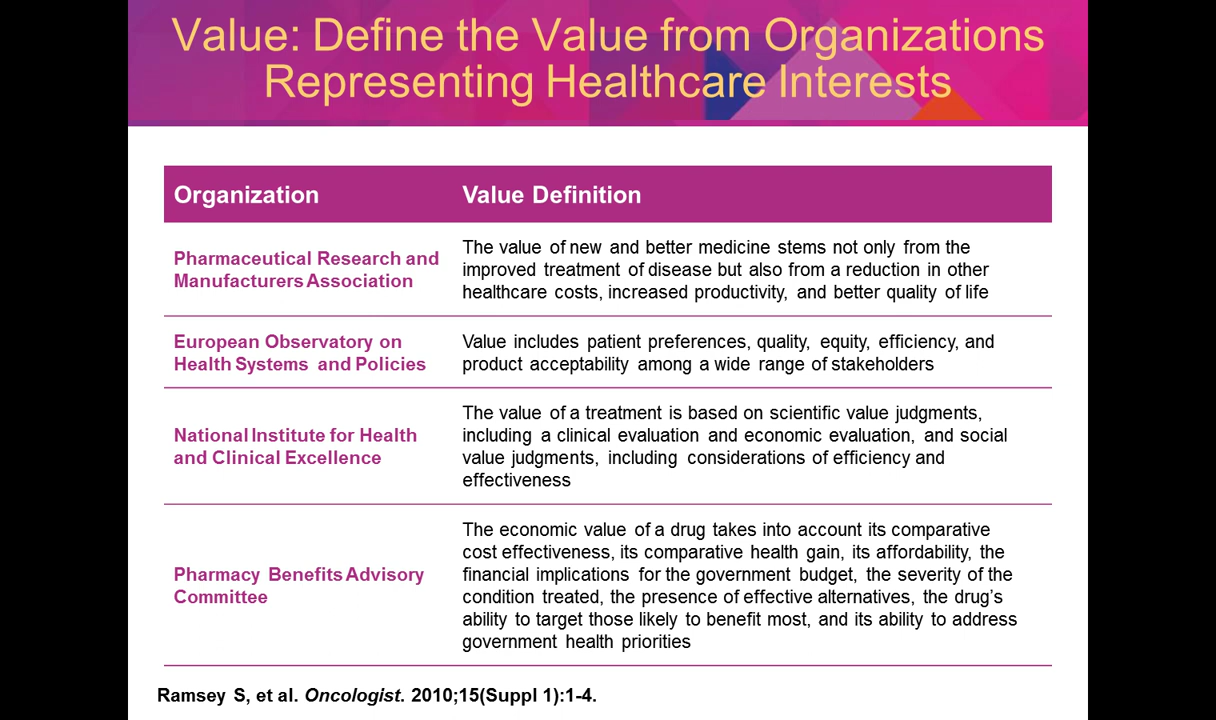 Value: Define the Value from Organizations
Representing Healthcare Interests
Organization
Value Definition
Pharmaceutical Research and
Manufacturers Association
The value of new and better medicine stems not only from the
improved treatment of disease but also from a reduction in other
healthcare costs, increased productivity, and better quality of life
European Observatory on
Health Systems and Policies
Value includes patient preferences, quality, equity, efficiency, and
product acceptability among a wide range of stakeholders
National Institute for Health
and Clinical Excellence
The value of a treatment is based on scientific value judgments,
including a clinical evaluation and economic evaluation, and social
value judgments, including considerations of efficiency and
effectiveness
Pharmacy Benefits Advisory
Committee
The economic value of a drug takes into account its comparative
cost effectiveness, its comparative health gain, its affordability, the
financial implications for the government budget, the severity of the
condition treated, the presence of effective alternatives, the drug's
ability to target those likely to benefit most, and its ability to address
government health priorities
Ramsey S, et al. Oncologist. 2010;15(Suppl 1):1-4.